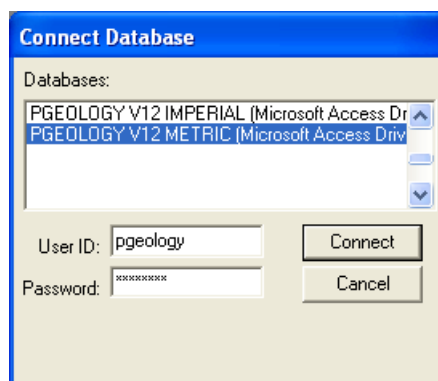 Connect Database
Databases:
PGEOLOGY V12 IMPERIAL (Microsoft Access Dr
PGEOLOGY V12 METRIC (Microsoft Access Driv
User ID: pgeology
Connect
Password: ********
Cancel